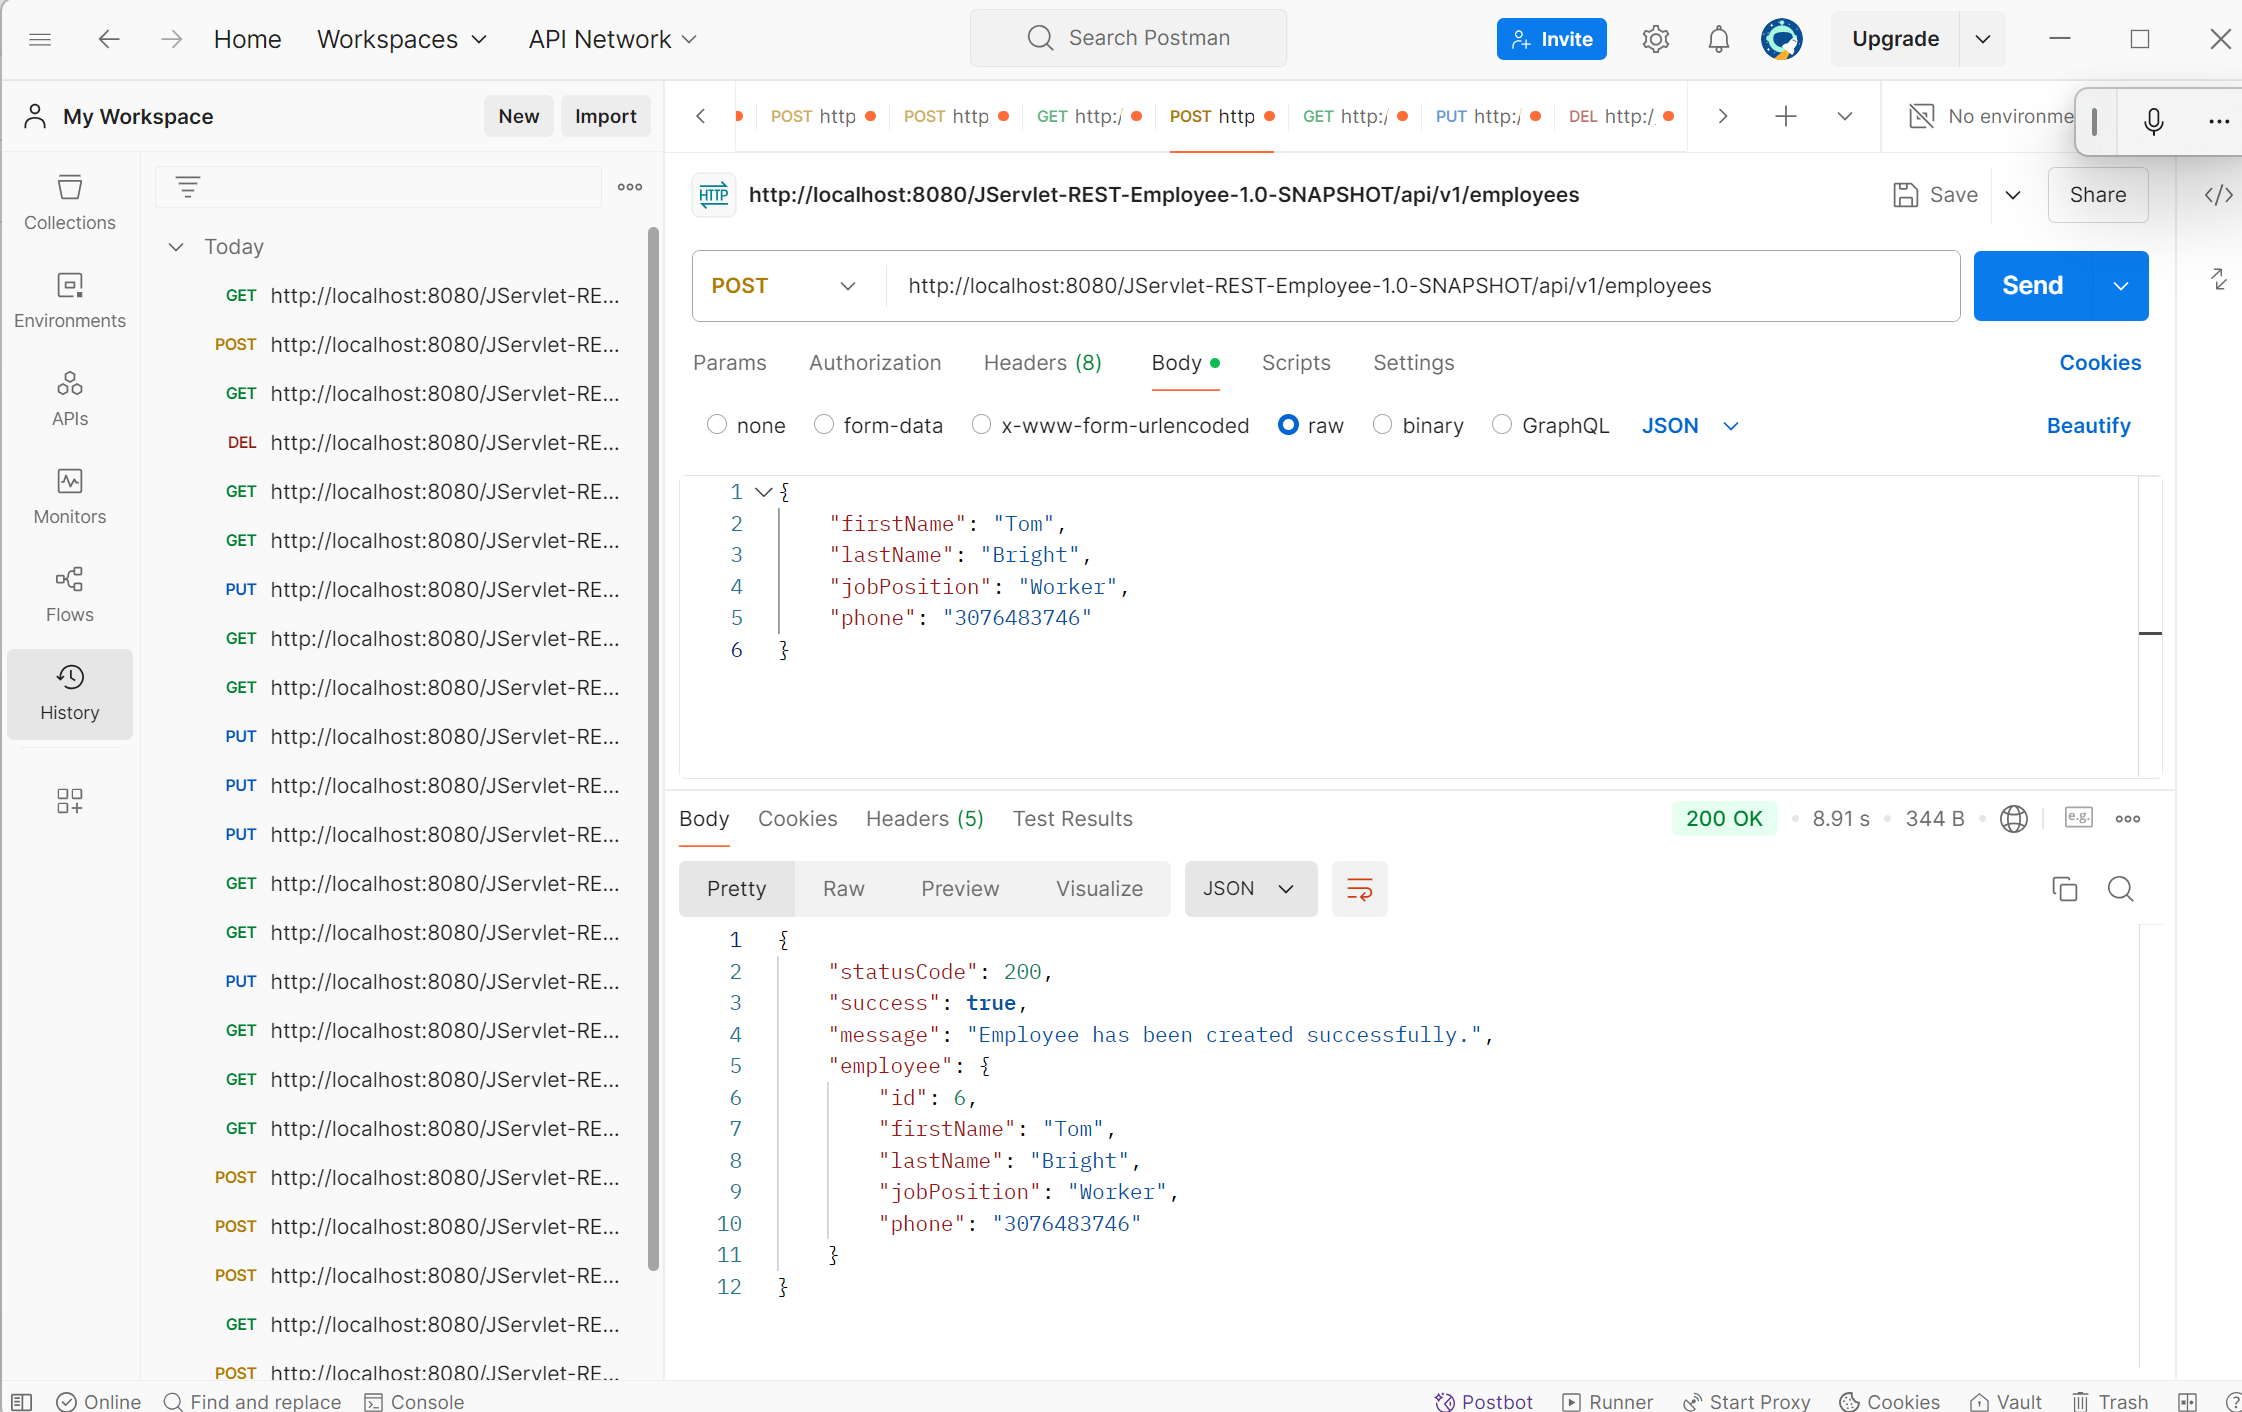 Home
Workspaces
API Network
Search Postman
Invite
Upgrade
My Workspace
New
Import
POST http
POST http
GET http:/
POST http
GET http:/
PUT http:/
DEL http:/
No environme
Collections
Environments
APIs
Monitors
Flows
History
Today
GET http://localhost:8080/JServlet-RE...
POST http://localhost:8080/JServlet-RE...
GET http://localhost:8080/JServlet-RE...
DEL http://localhost:8080/JServlet-RE...
GET http://localhost:8080/JServlet-RE...
GET http://localhost:8080/JServlet-RE...
PUT http://localhost:8080/JServlet-RE...
GET http://localhost:8080/JServlet-RE...
GET http://localhost:8080/JServlet-RE...
PUT http://localhost:8080/JServlet-RE...
PUT http://localhost:8080/JServlet-RE...
PUT http://localhost:8080/JServlet-RE...
GET http://localhost:8080/JServlet-RE...
GET http://localhost:8080/JServlet-RE...
PUT http://localhost:8080/JServlet-RE...
GET http://localhost:8080/JServlet-RE...
GET http://localhost:8080/JServlet-RE...
GET http://localhost:8080/JServlet-RE...
POST http://localhost:8080/JServlet-RE...
POST http://localhost:8080/JServlet-RE...
POST http://localhost:8080/JServlet-RE...
GET http://localhost:8080/JServlet-RE...
POST http://localhost:8080/JServlet-RE...
HTTP http://localhost:8080/JServlet-REST-Employee-1.0-SNAPSHOT/api/v1/employees
Save
Share
POST http://localhost:8080/JServlet-REST-Employee-1.0-SNAPSHOT/api/v1/employees
Send
Params Authorization Headers (8) Body Scripts Settings Cookies
none form-data x-www-form-urlencoded raw binary GraphQL JSON Beautify
1 {
2 "firstName": "Tom",
3 "lastName": "Bright",
4 "jobPosition": "Worker",
5 "phone": "3076483746"
6 }
Body Cookies Headers (5) Test Results 200 OK 8.91 s 344 B e.g.
Pretty Raw Preview Visualize JSON
1 {
2 "statusCode": 200,
3 "success": true,
4 "message": "Employee has been created successfully.",
5 "employee": {
6 "id": 6,
7 "firstName": "Tom",
8 "lastName": "Bright",
9 "jobPosition": "Worker",
10 "phone": "3076483746"
11 }
12 }
Online Find and replace Console Postbot Runner Start Proxy Cookies Vault Trash